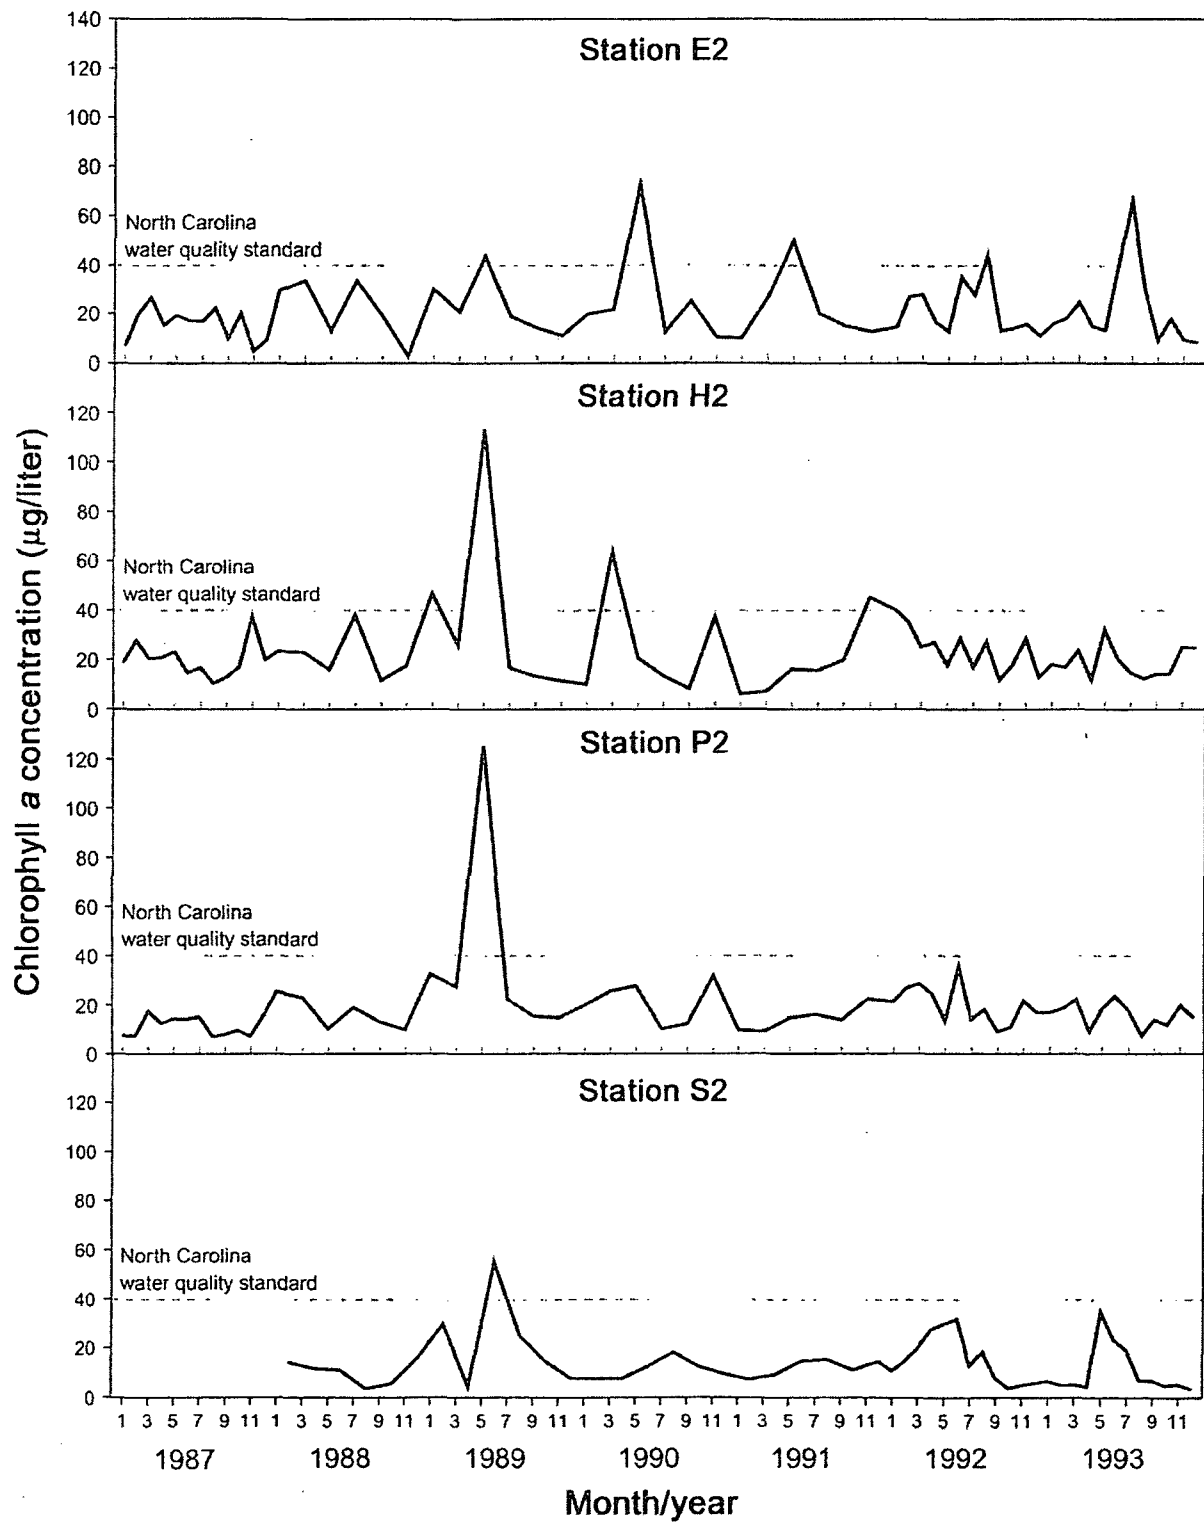 140
Station E2
120
100
80
60
North Carolina
water quality standard
40
20
0
Station H2
120
100
80
60
North Carolina
water quality standard
40
20
0
Station P2
120
100
80
60
North Carolina
water quality standard
40
20
0
Station S2
120
100
80
60
North Carolina
water quality standard
40
20
0
Chlorophyll a concentration (µg/liter)
1 3 5 7 9 11 1 3 5 7 9 11 1 3 5 7 9 11 1 3 5 7 9 11 1 3 5 7 9 11 1 3 5 7 9 11 1 3 5 7 9 11
1987 1988 1989 1990 1991 1992 1993
Month/year